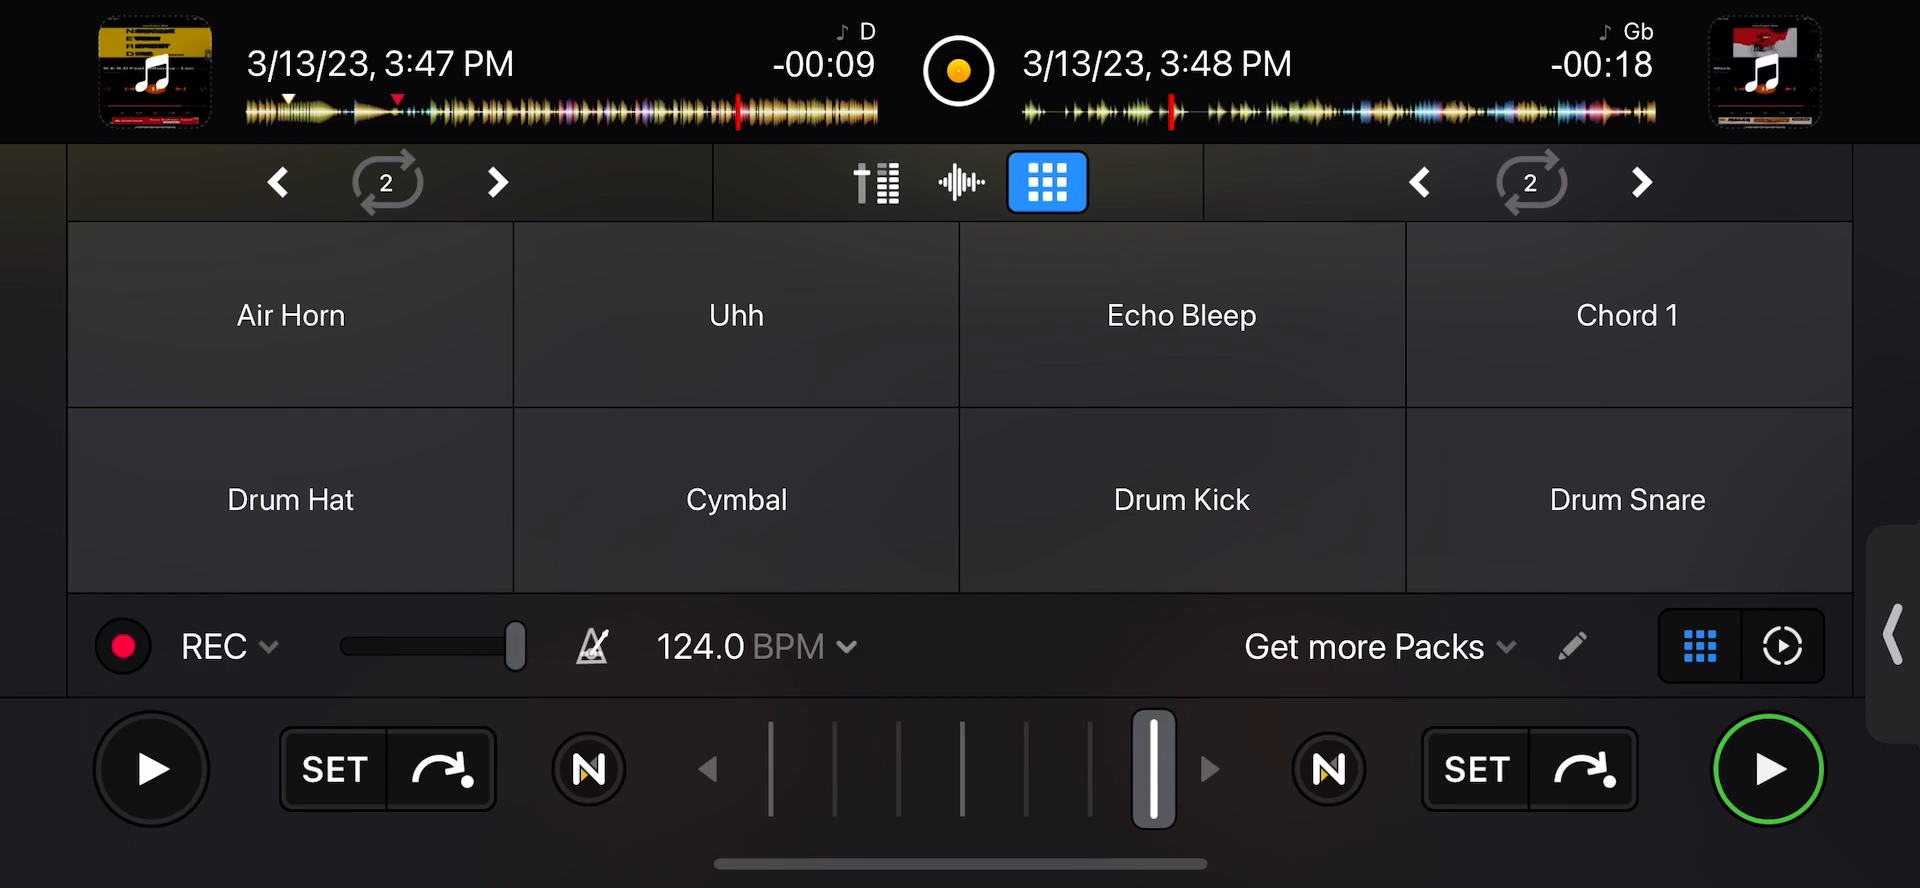 D
3/13/23, 3:47 PM
-00:09
Gb
3/13/23, 3:48 PM
-00:18
2
2
Air Horn
Uhh
Echo Bleep
Chord 1
Drum Hat
Cymbal
Drum Kick
Drum Snare
REC
124.0 BPM
Get more Packs
SET
N
N
SET